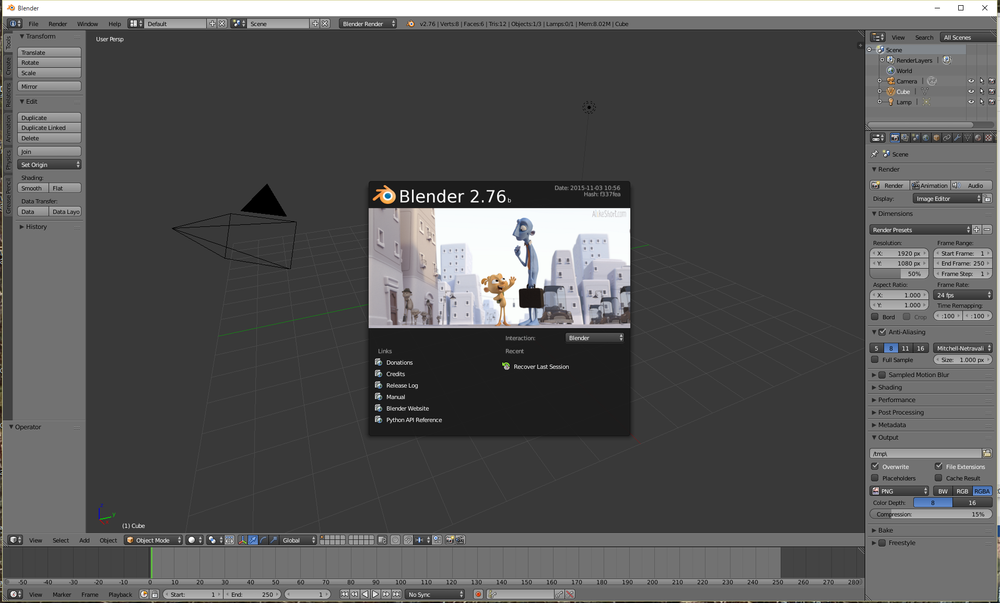 Blender
File Render Window Help Default Scene Blender Render v2.76 | Verts:8 | Faces:6 | Tris:12 | Objects:1/3 | Lamps:0/1 | Mem:8.02M | Cube
Tools
Create
Relations
Animation
Physics
Grease Pencil
Transform
Translate
Rotate
Scale
Mirror
Edit
Duplicate
Duplicate Linked
Delete
Join
Set Origin
Shading:
Smooth Flat
Data Transfer:
Data Data Layo
History
Operator
User Persp
Blender 2.76 b
Date: 2015-11-03 10:56
Hash: f337fea
AlikeShort.com
Interaction: Blender
Links Recent
Donations
Recover Last Session
Credits
Release Log
Manual
Blender Website
Python API Reference
z
y
(1) Cube
View Select Add Object Object Mode Global
-50 -40 -30 -20 -10 0 10 20 30 40 50 60 70 80 90 100 110 120 130 140 150 160 170 180 190 200 210 220 230 240 250 260 270 280
View Marker Frame Playback Start: 1 End: 250 1 No Sync
View Search All Scenes
Scene
RenderLayers |
World
Camera |
Cube |
Lamp |
Scene
Render
Render Animation Audio
Display: Image Editor
Dimensions
Render Presets
Resolution: Frame Range:
X: 1920 px Start Frame: 1
Y: 1080 px End Frame: 250
50% Frame Step: 1
Aspect Ratio: Frame Rate:
X: 1.000 24 fps
Y: 1.000 Time Remapping:
Bord Crop :100 :100
Anti-Aliasing
5 8 11 16 Mitchell-Netravali
Full Sample Size: 1.000 px
Sampled Motion Blur
Shading
Performance
Post Processing
Metadata
Output
/tmp\
Overwrite File Extensions
Placeholders Cache Result
PNG BW RGB RGBA
Color Depth: 8 16
Compression: 15%
Bake
Freestyle